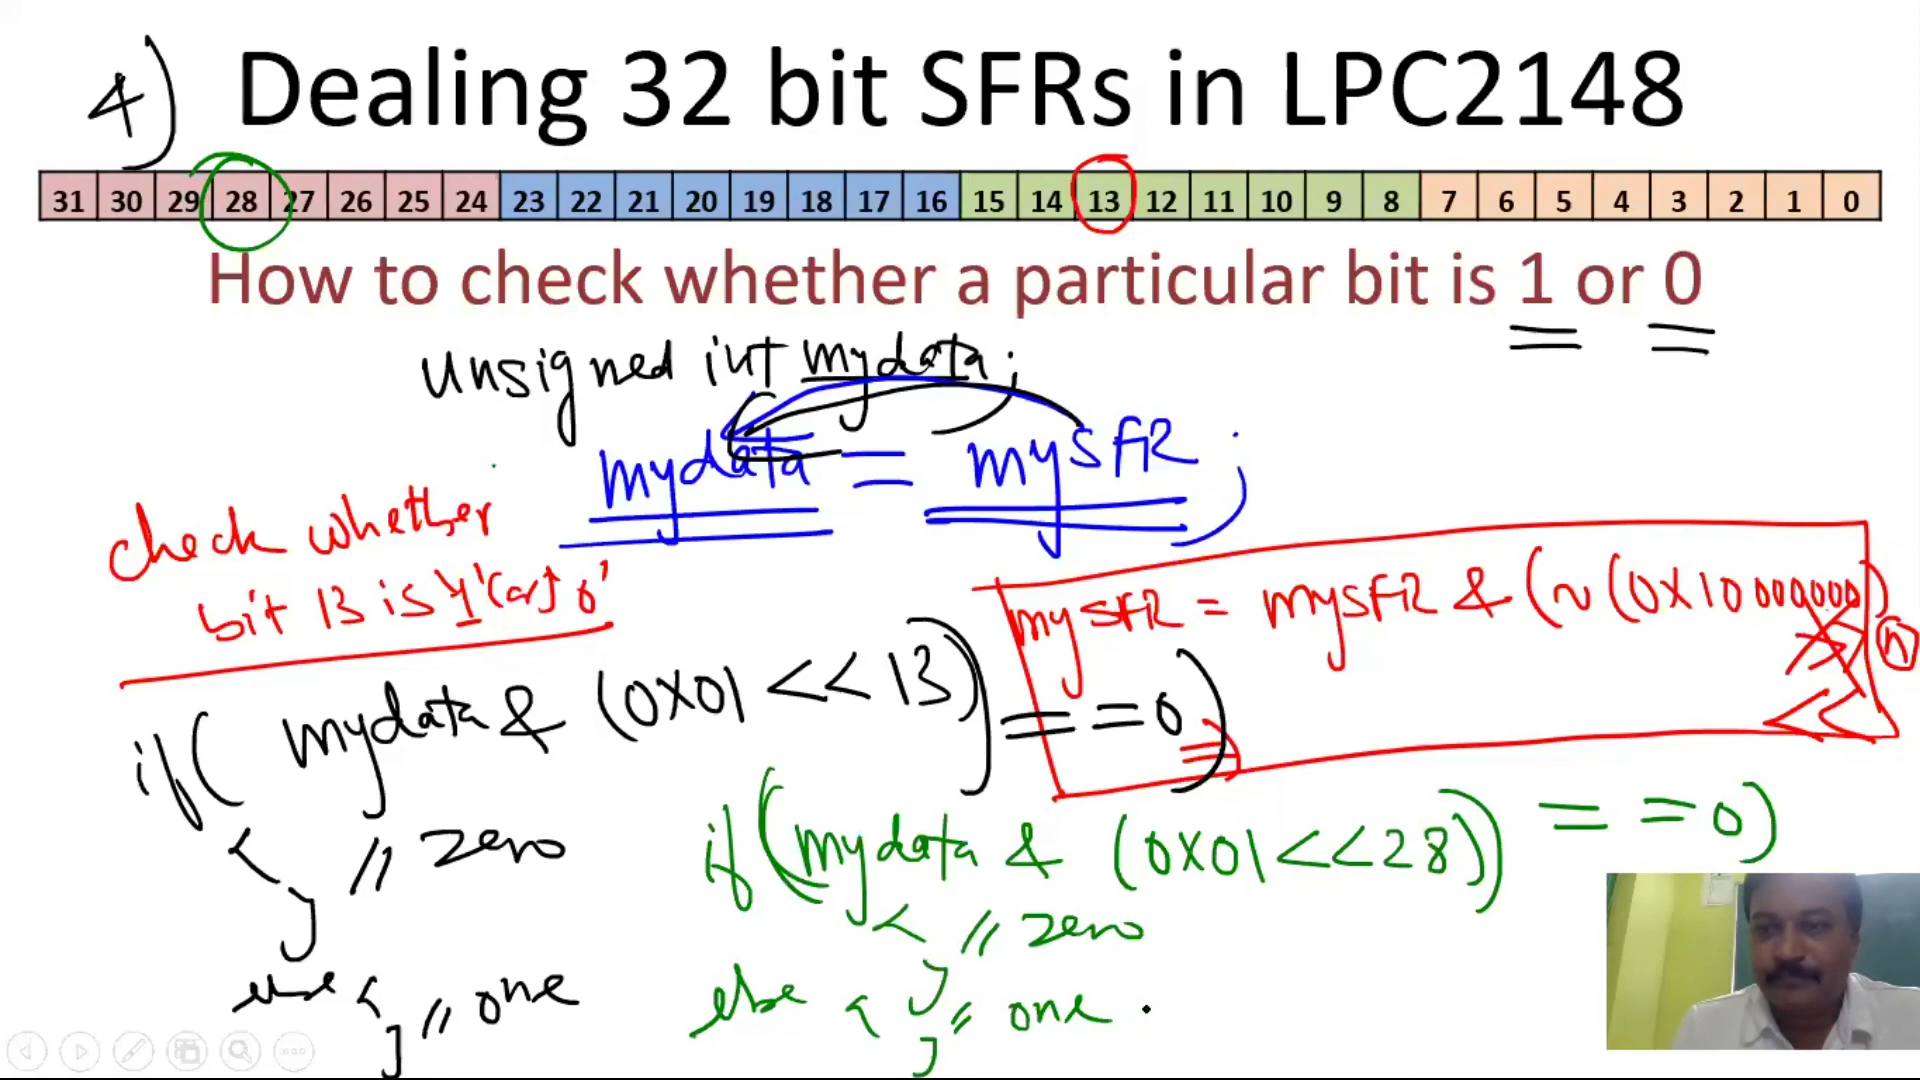 4) Dealing 32 bit SFRs in LPC2148
31 30 29 28 27 26 25 24 23 22 21 20 19 18 17 16 15 14 13 12 11 10 9 8 7 6 5 4 3 2 1 0
How to check whether a particular bit is 1 or 0
Unsigned int mydata;
mydata = mySFR;
check whether
bit 13 is '1' (or) '0'
mySFR = mySFR & (~(0X10000000)
if( mydata & (0X01 << 13) == 0)
{ // zero
}
else {
} // one
if(mydata & (0X01<<28)) == 0)
{ // zero
}
else {
} // one